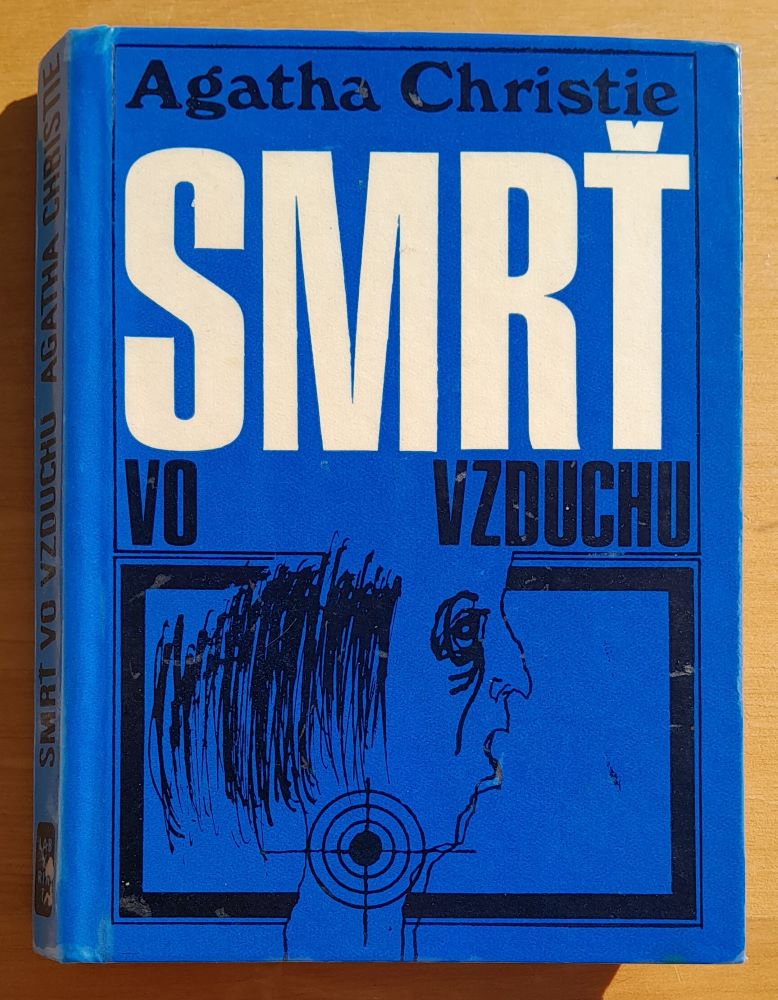 Agatha Christie
SMRŤ
VO VZDUCHU
SMRŤ VO VZDUCHU AGATHA CHRISTIE